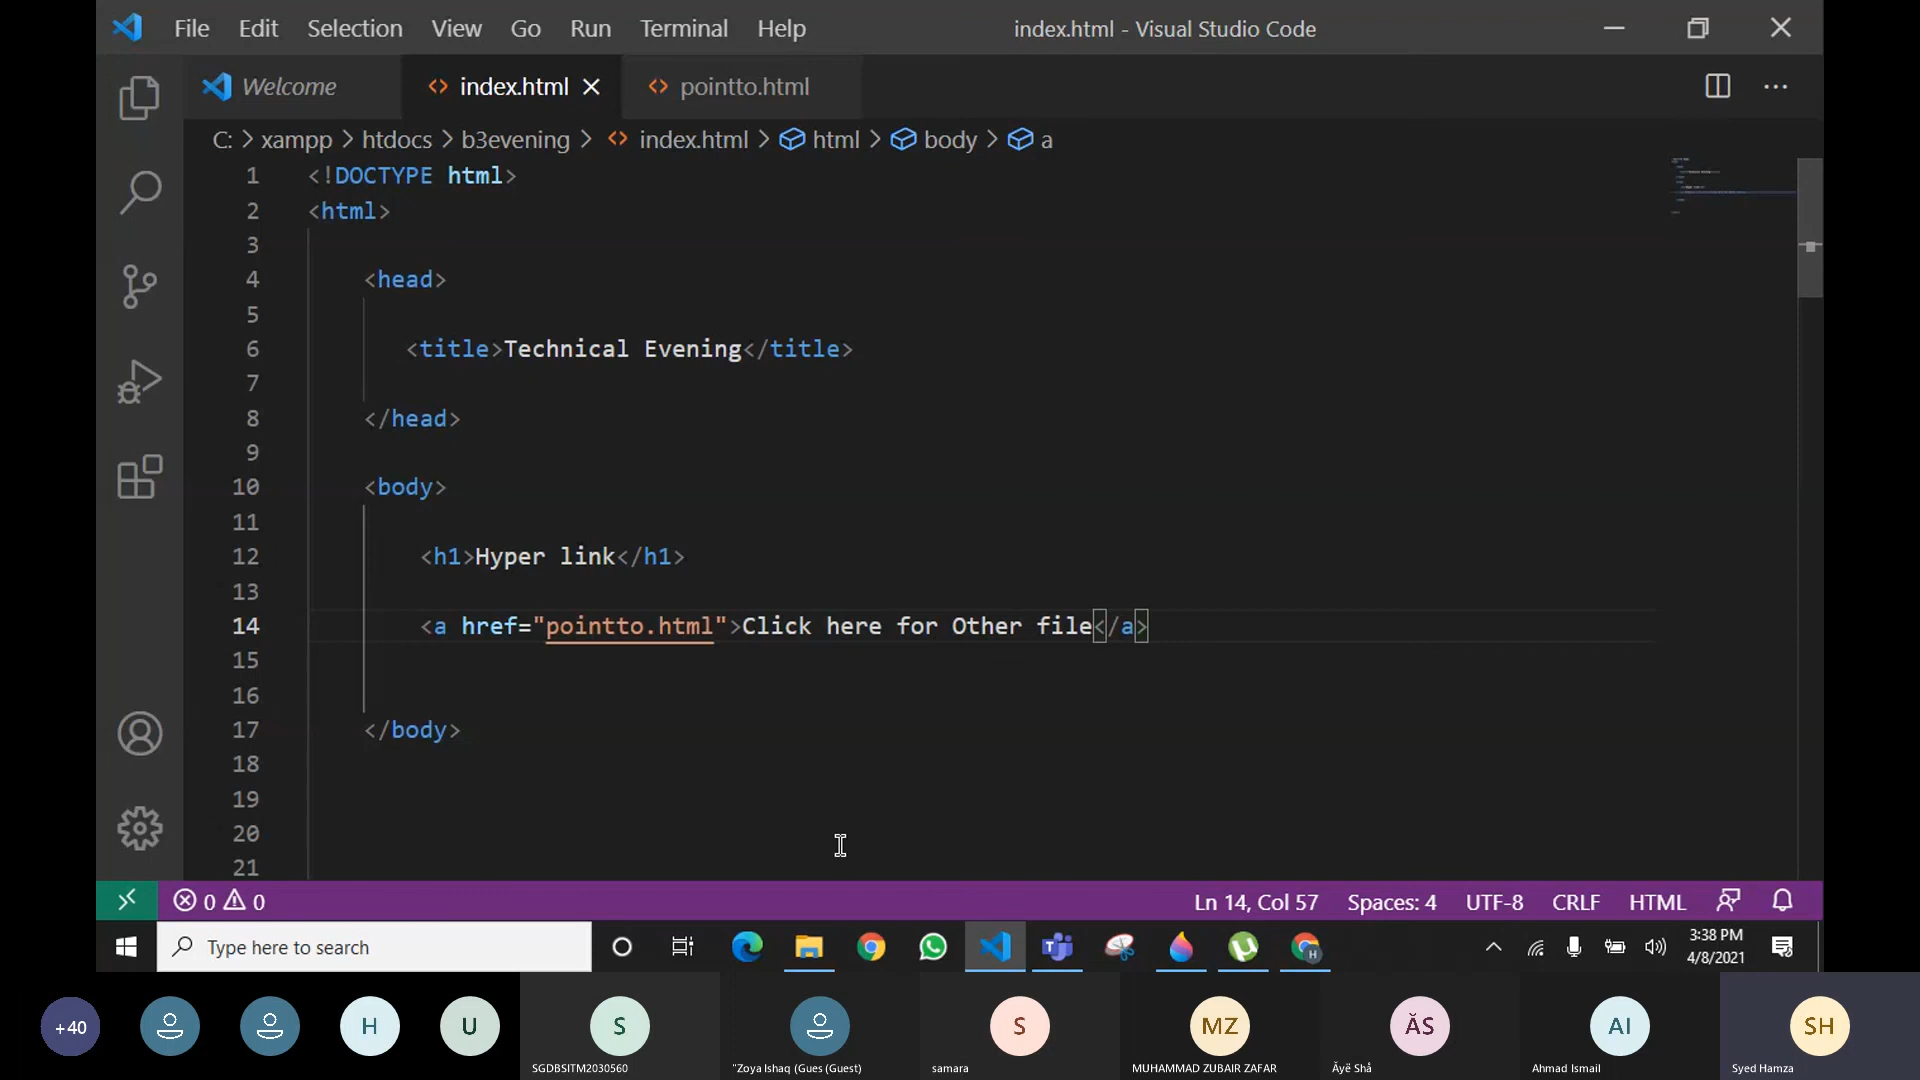 File Edit Selection View Go Run Terminal Help index.html - Visual Studio Code
Welcome index.html pointto.html
C: > xampp > htdocs > b3evening > index.html > html > body > a
1 <!DOCTYPE html>
2 <html>
3
4 <head>
5
6 <title>Technical Evening</title>
7
8 </head>
9
10 <body>
11
12 <h1>Hyper link</h1>
13
14 <a href="pointto.html">Click here for Other file</a>
15
16
17 </body>
18
19
20
21
0 0 Ln 14, Col 57 Spaces: 4 UTF-8 CRLF HTML
Type here to search
3:38 PM
4/8/2021
+40 H U S S MZ ĂS AI SH
SGDBSITM2030560 "Zoya Ishaq (Gues (Guest) samara MUHAMMAD ZUBAIR ZAFAR Ăyë Shå Ahmad Ismail Syed Hamza